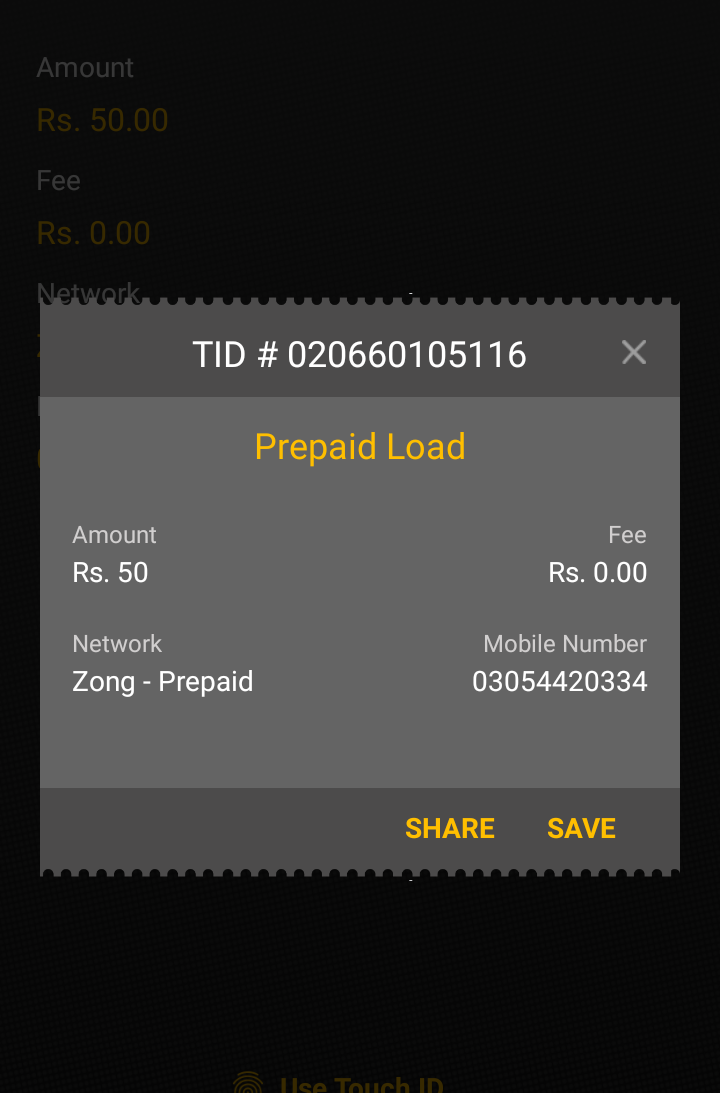 Amount
Rs. 50.00
Fee
Rs. 0.00
Network
TID # 020660105116
Prepaid Load
Amount
Fee
Rs. 50
Rs. 0.00
Network
Mobile Number
Zong - Prepaid
03054420334
SHARE
SAVE
Use Touch ID